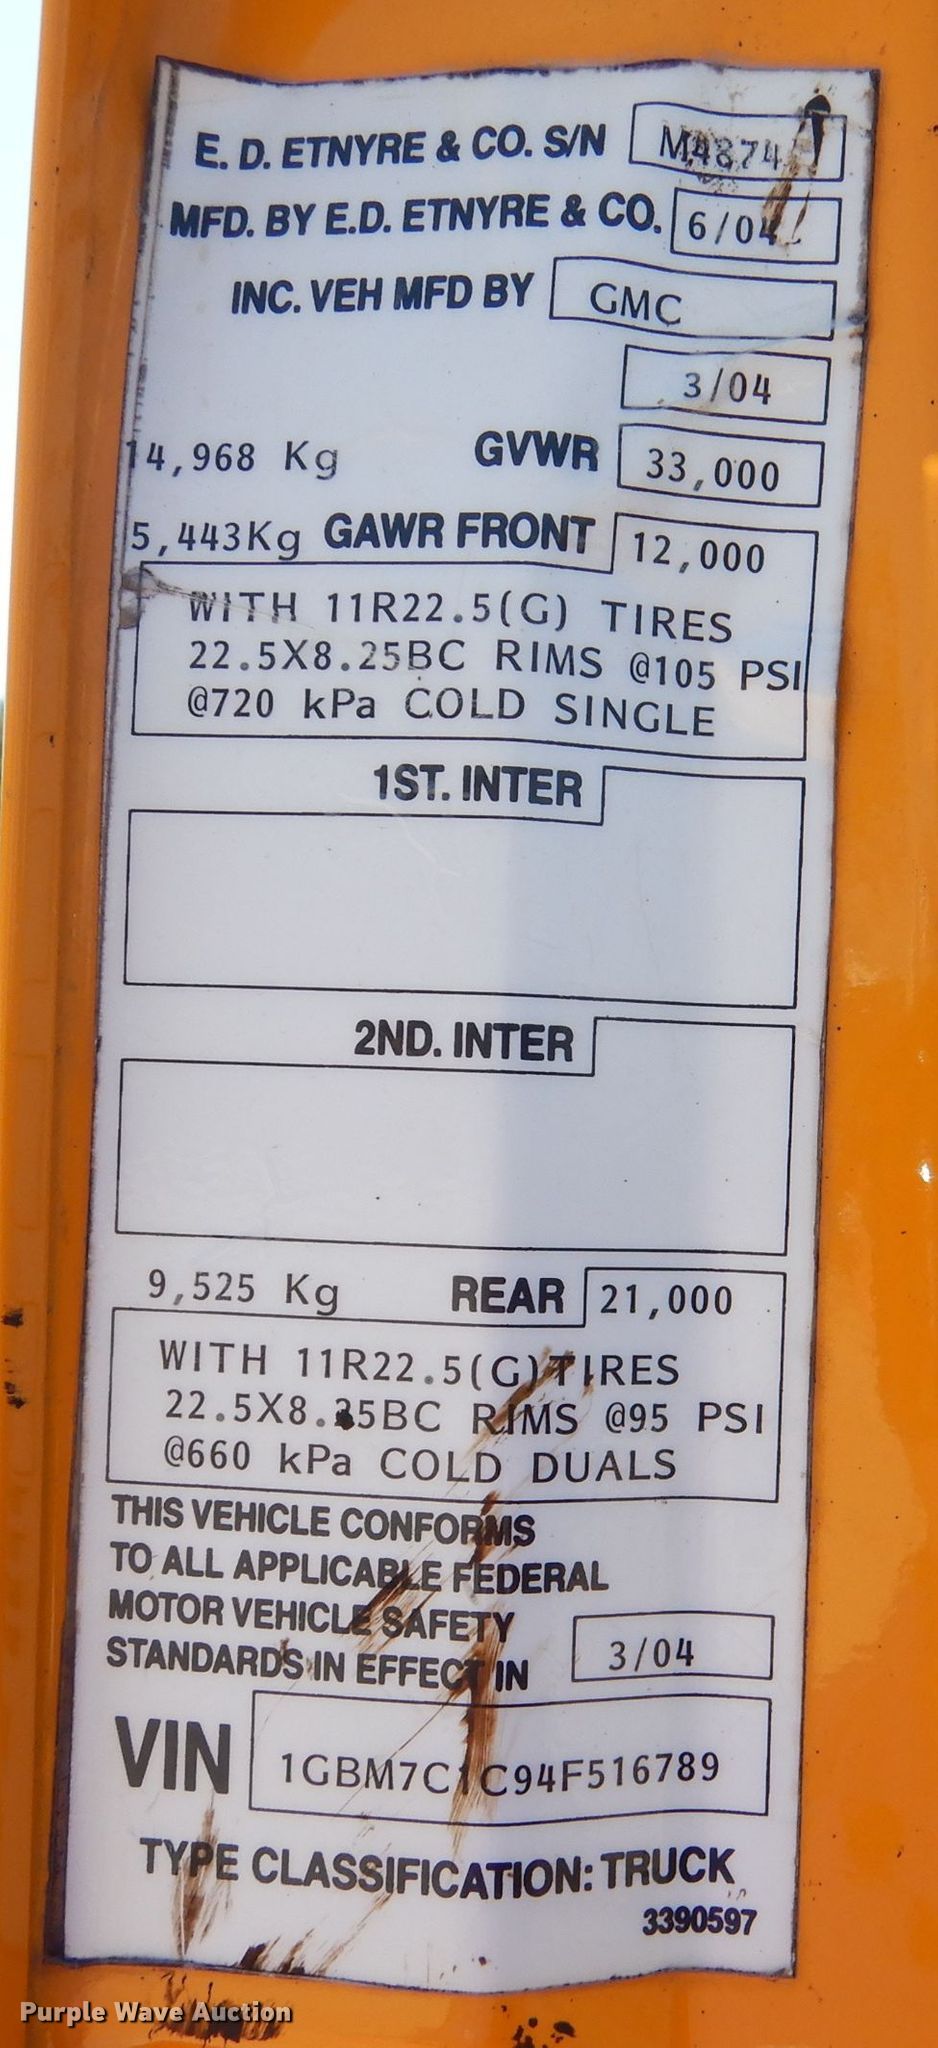 E. D. ETNYRE & CO. S/N M4874
MFD. BY E.D. ETNYRE & CO. 6/04
INC. VEH MFD BY GMC
3/04
14,968 Kg GVWR 33,000
5,443Kg GAWR FRONT 12,000
WITH 11R22.5(G) TIRES
22.5X8.25BC RIMS @105 PSI
@720 kPa COLD SINGLE
1ST. INTER
2ND. INTER
9,525 Kg REAR 21,000
WITH 11R22.5(G)TIRES
22.5X8.25BC RIMS @95 PSI
@660 kPa COLD DUALS
THIS VEHICLE CONFORMS
TO ALL APPLICABLE FEDERAL
MOTOR VEHICLE SAFETY
STANDARDS IN EFFECT IN 3/04
VIN 1GBM7C1C94F516789
TYPE CLASSIFICATION: TRUCK
3390597
Purple Wave Auction